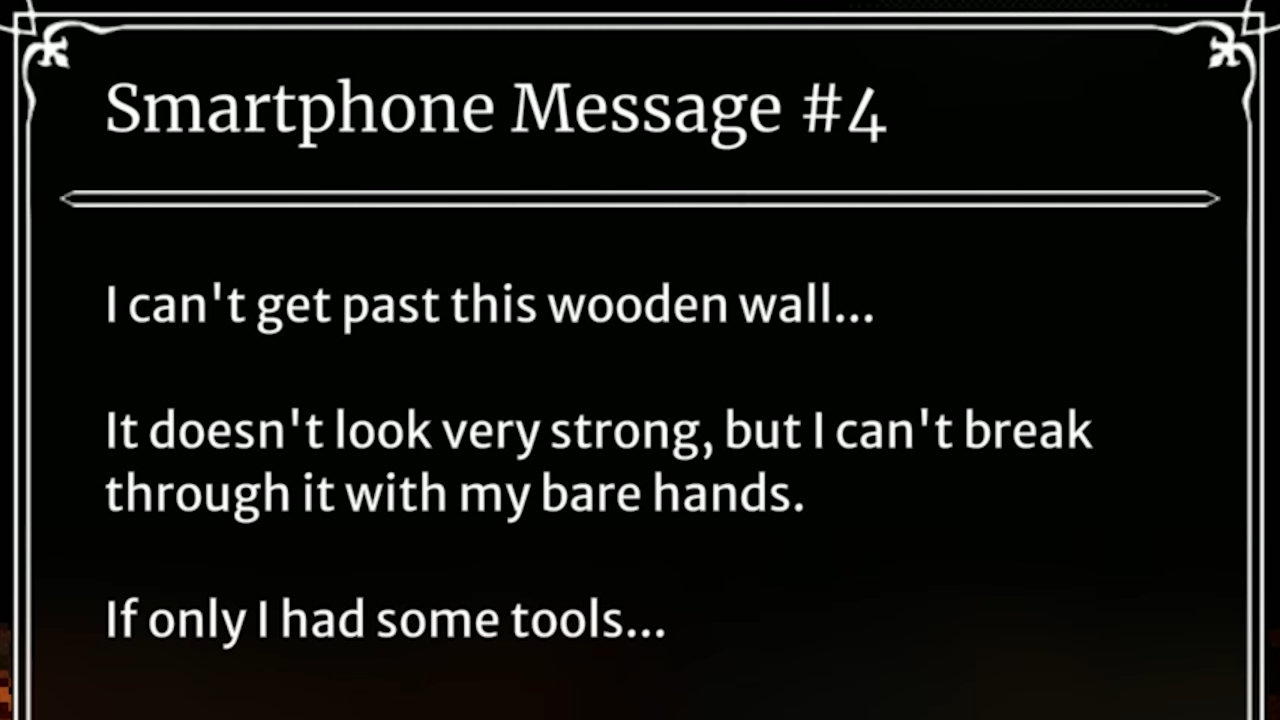 Smartphone Message #4
I can't get past this wooden wall...
It doesn't look very strong, but I can't break
through it with my bare hands.
If only I had some tools...